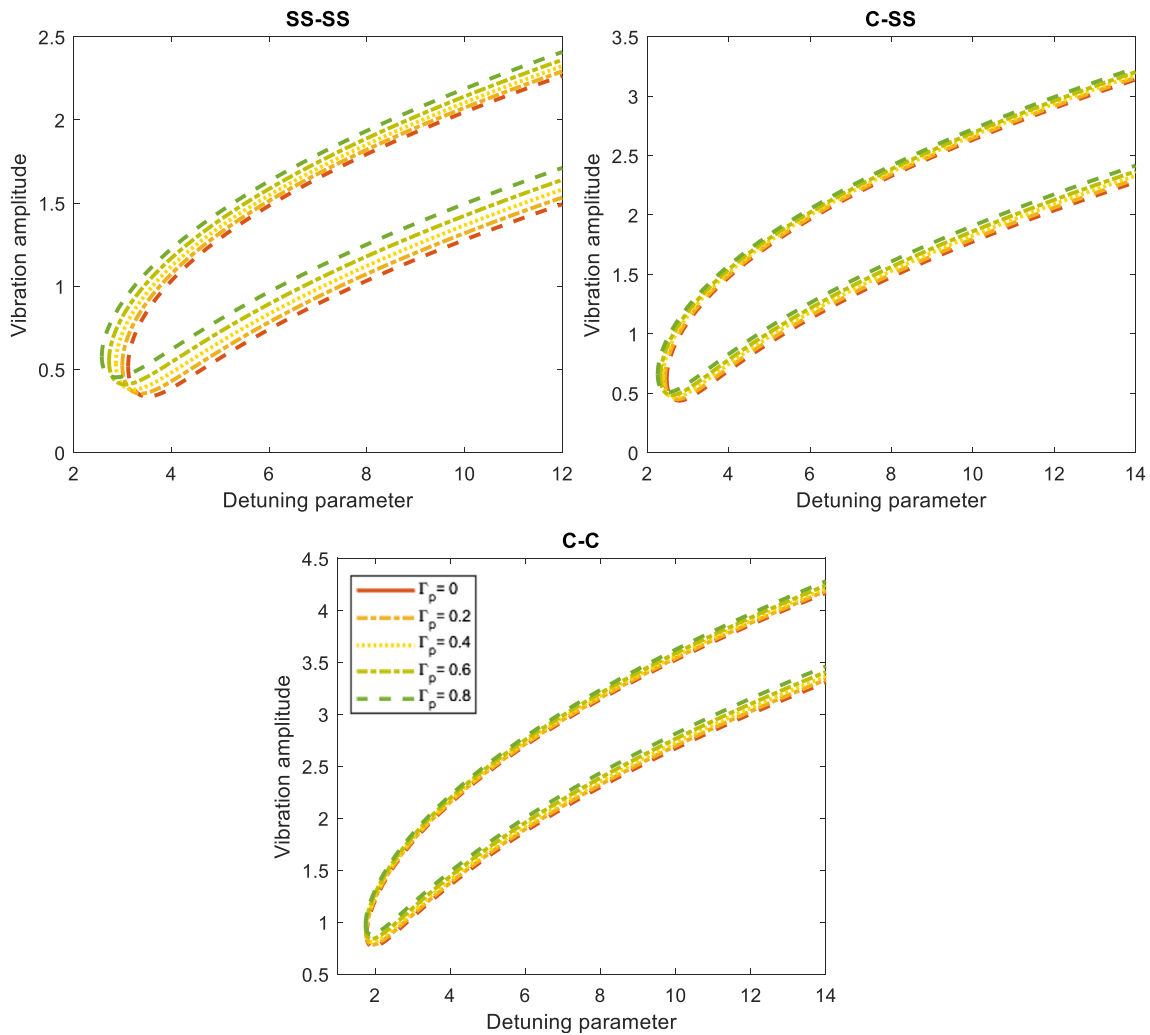 SS-SS
2.5
2
1.5
1
0.5
0
2 4 6 8 10 12
Vibration amplitude
Detuning parameter
C-SS
3.5
3
2.5
2
1.5
1
0.5
0
2 4 6 8 10 12 14
Vibration amplitude
Detuning parameter
C-C
4.5
4
3.5
3
2.5
2
1.5
1
0.5
2 4 6 8 10 12 14
Vibration amplitude
Detuning parameter
Γp = 0
Γp = 0.2
Γp = 0.4
Γp = 0.6
Γp = 0.8